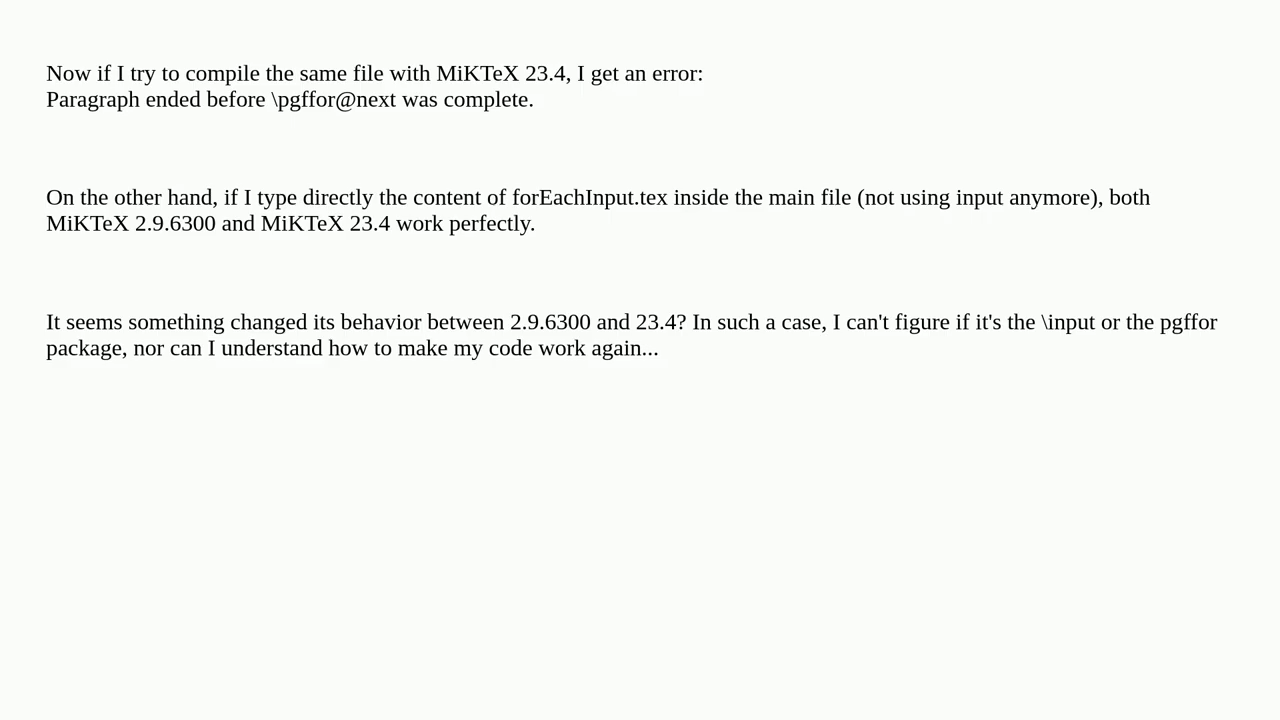 Now if I try to compile the same file with MiKTeX 23.4, I get an error:
Paragraph ended before \pgffor@next was complete.
On the other hand, if I type directly the content of forEachInput.tex inside the main file (not using input anymore), both
MiKTeX 2.9.6300 and MiKTeX 23.4 work perfectly.
It seems something changed its behavior between 2.9.6300 and 23.4? In such a case, I can't figure if it's the \input or the pgffor
package, nor can I understand how to make my code work again...